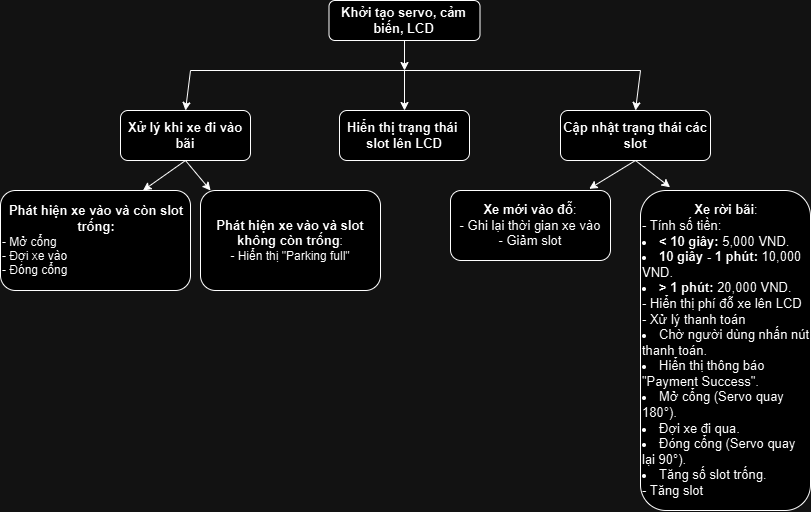 Khởi tạo servo, cảm
biến, LCD
Xử lý khi xe đi vào
bãi
Hiển thị trạng thái
slot lên LCD
Cập nhật trạng thái các
slot
Phát hiện xe vào và còn slot
trống:
- Mở cổng
- Đợi xe vào
- Đóng cổng
Phát hiện xe vào và slot
không còn trống:
- Hiển thị "Parking full"
Xe mới vào đỗ:
- Ghi lại thời gian xe vào
- Giảm slot
Xe rời bãi:
- Tính số tiền:
• < 10 giây: 5,000 VND.
• 10 giây - 1 phút: 10,000
VND.
• > 1 phút: 20,000 VND.
- Hiển thị phí đỗ xe lên LCD
- Xử lý thanh toán
• Chờ người dùng nhấn nút
thanh toán.
• Hiển thị thông báo
"Payment Success".
• Mở cổng (Servo quay
180°).
• Đợi xe đi qua.
• Đóng cổng (Servo quay
lại 90°).
• Tăng số slot trống.
- Tăng slot